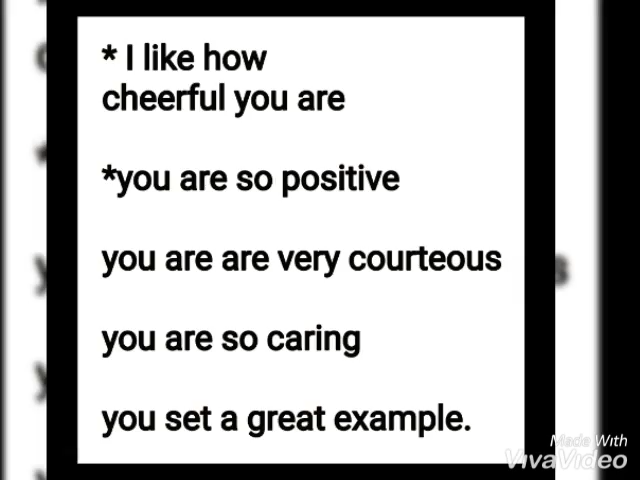 * I like how
cheerful you are
*you are so positive
you are are very courteous
you are so caring
you set a great example.
Made With
VivaVideo